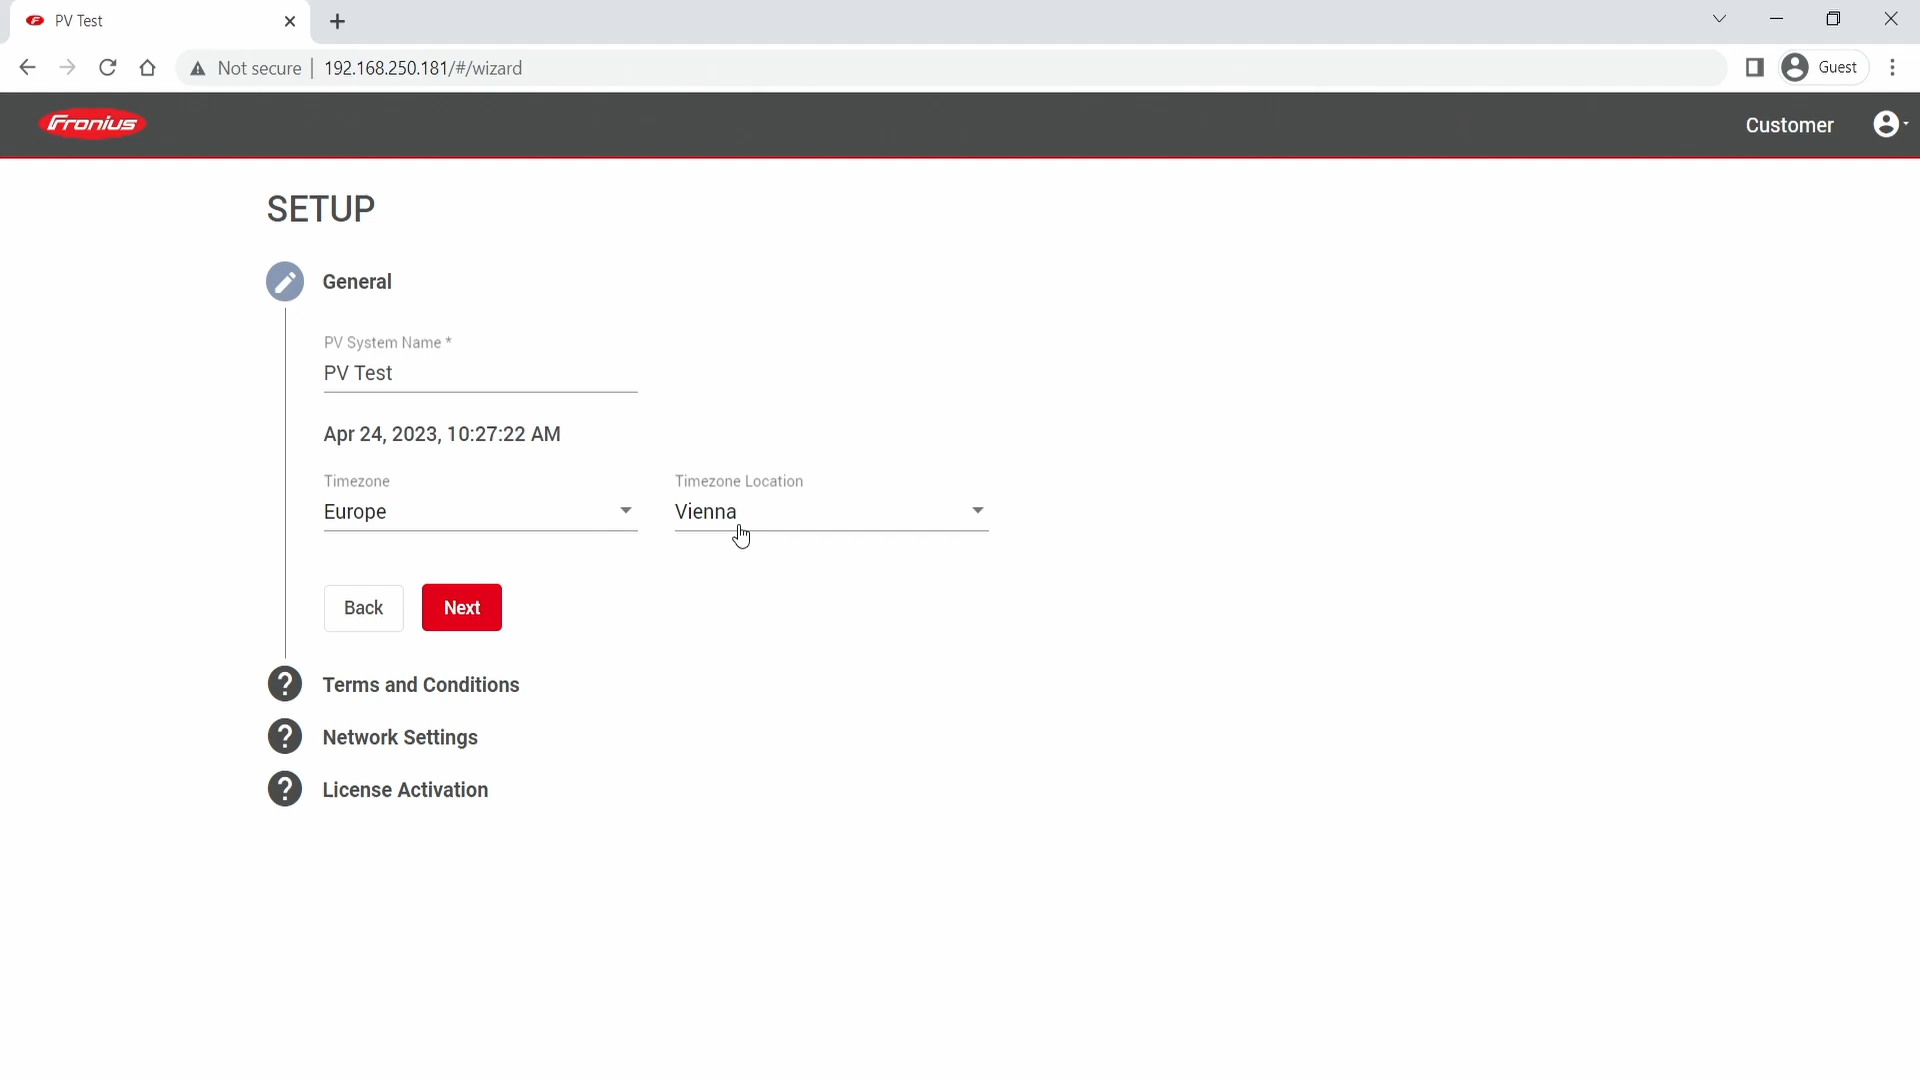 PV Test
Not secure | 192.168.250.181/#/wizard
Guest
Fronius
Customer
SETUP
General
PV System Name *
PV Test
Apr 24, 2023, 10:27:22 AM
Timezone
Timezone Location
Europe
Vienna
Back
Next
? Terms and Conditions
? Network Settings
? License Activation